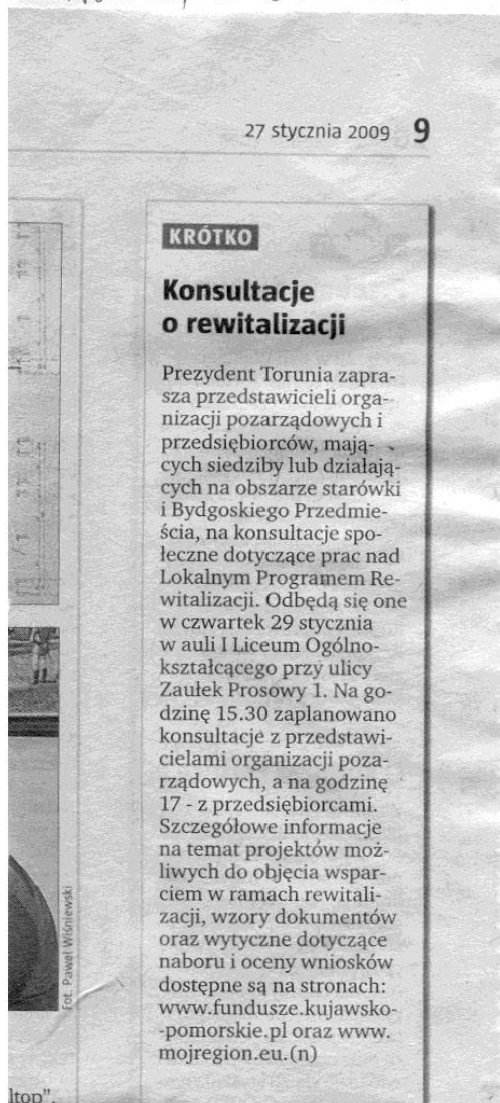 27 stycznia 2009 9
KRÓTKO
Konsultacje
o rewitalizacji
Prezydent Torunia zapra-
sza przedstawicieli orga-
nizacji pozarządowych i
przedsiębiorców, mają-
cych siedziby lub działają-
cych na obszarze starówki
i Bydgoskiego Przedmie-
ścia, na konsultacje spo-
łeczne dotyczące prac nad
Lokalnym Programem Re-
witalizacji. Odbędą się one
w czwartek 29 stycznia
w auli I Liceum Ogólno-
kształcącego przy ulicy
Zaułek Prosowy 1. Na go-
dzinę 15.30 zaplanowano
konsultacje z przedstawi-
cielami organizacji poza-
rządowych, a na godzinę
17 - z przedsiębiorcami.
Szczegółowe informacje
na temat projektów moż-
liwych do objęcia wspar-
ciem w ramach rewitali-
zacji, wzory dokumentów
oraz wytyczne dotyczące
naboru i oceny wniosków
dostępne są na stronach:
www.fundusze.kujawsko-
-pomorskie.pl oraz www.
mojregion.eu.(n)
Fot. Paweł Wiśniewski
ltop".